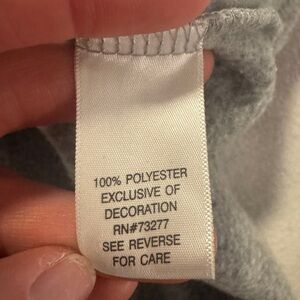 100% POLYESTER
EXCLUSIVE OF
DECORATION
RN#73277
SEE REVERSE
FOR CARE